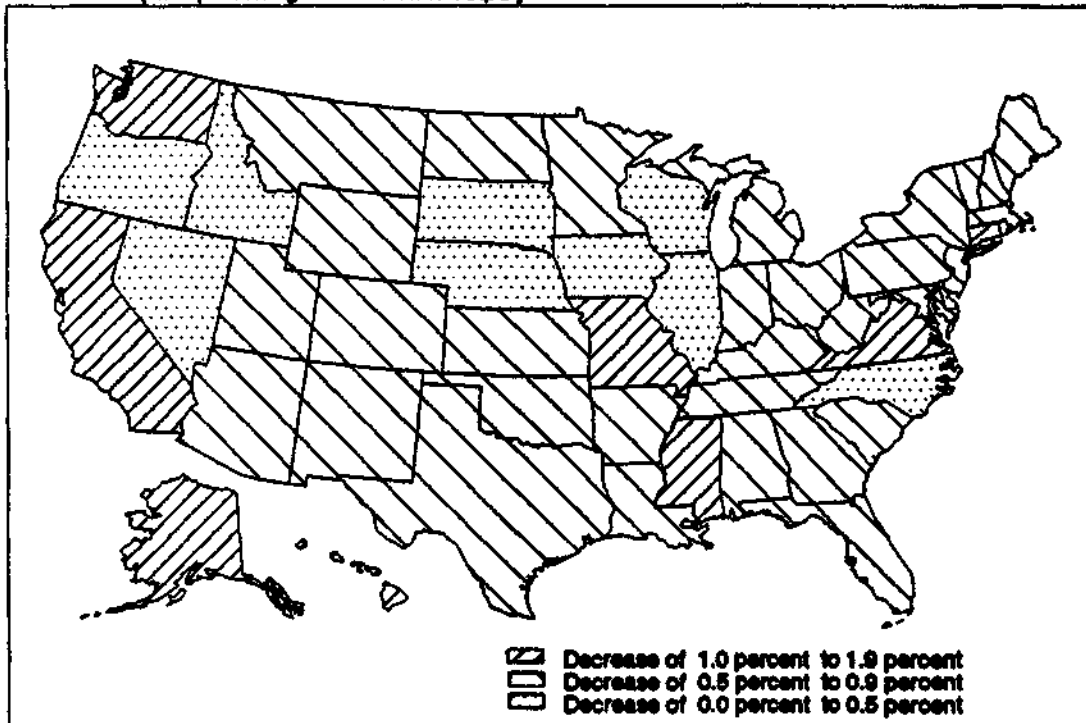 Decrease of 1.0 percent to 1.9 percent
Decrease of 0.5 percent to 0.9 percent
Decrease of 0.0 percent to 0.5 percent